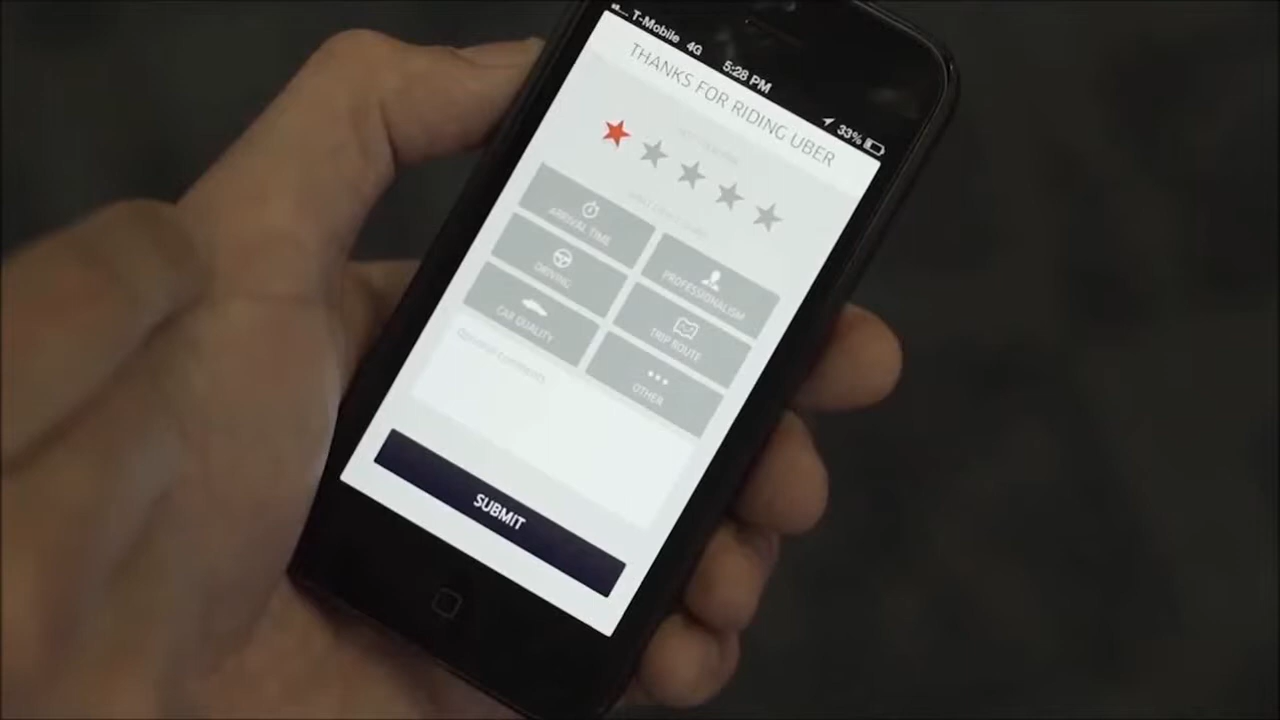 T-Mobile 4G
5:28 PM
33%
THANKS FOR RIDING UBER
ARRIVAL TIME
PROFESSIONALISM
DRIVING
TRIP ROUTE
CAR QUALITY
OTHER
Optional comments
SUBMIT